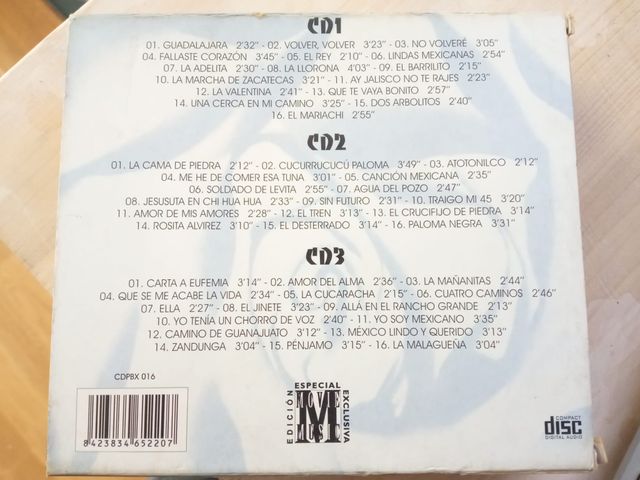 CD1
01. GUADALAJARA 2'32" - 02. VOLVER, VOLVER 3'23" - 03. NO VOLVERÉ 3'05"
04. FALLASTE CORAZÓN 3'45" - 05. EL REY 2'10" - 06. LINDAS MEXICANAS 2'54"
07. LA ADELITA 2'30" - 08. LA LLORONA 4'03" - 09. EL BARRILITO 2'15"
10. LA MARCHA DE ZACATECAS 3'21" - 11. AY JALISCO NO TE RAJES 2'23"
12. LA VALENTINA 2'41" - 13. QUE TE VAYA BONITO 2'57"
14. UNA CERCA EN MI CAMINO 3'25" - 15. DOS ARBOLITOS 2'40"
16. EL MARIACHI 2'55"
CD2
01. LA CAMA DE PIEDRA 2'12" - 02. CUCURRUCUCÚ PALOMA 3'49" - 03. ATOTONILCO 2'12"
04. ME HE DE COMER ESA TUNA 3'01" - 05. CANCIÓN MEXICANA 2'35"
06. SOLDADO DE LEVITA 2'55" - 07. AGUA DEL POZO 2'47"
08. JESUSUTA EN CHI HUA HUA 2'33" - 09. SIN FUTURO 2'31" - 10. TRAIGO MI 45 3'20"
11. AMOR DE MIS AMORES 2'28" - 12. EL TREN 3'13" - 13. EL CRUCIFIJO DE PIEDRA 3'14"
14. ROSITA ALVIREZ 3'10" - 15. EL DESTERRADO 3'14" - 16. PALOMA NEGRA 3'31"
CD3
01. CARTA A EUFEMIA 3'14" - 02. AMOR DEL ALMA 2'36" - 03. LA MAÑANITAS 2'44"
04. QUE SE ME ACABE LA VIDA 2'34" - 05. LA CUCARACHA 2'15" - 06. CUATRO CAMINOS 2'46"
07. ELLA 2'27" - 08. EL JINETE 3'23" - 09. ALLÁ EN EL RANCHO GRANDE 2'13"
10. YO TENÍA UN CHORRO DE VOZ 2'40" - 11. YO SOY MEXICANO 3'35"
12. CAMINO DE GUANAJUATO 3'12" - 13. MÉXICO LINDO Y QUERIDO 3'13"
14. ZANDUNGA 3'04" - 15. PÉNJAMO 3'15" - 16. LA MALAGUEÑA 3'04"
CDPBX 016
8 423834 652207
EDICIÓN ESPECIAL EXCLUSIVA
MOVE
M
MUSIC
COMPACT
disc
DIGITAL AUDIO